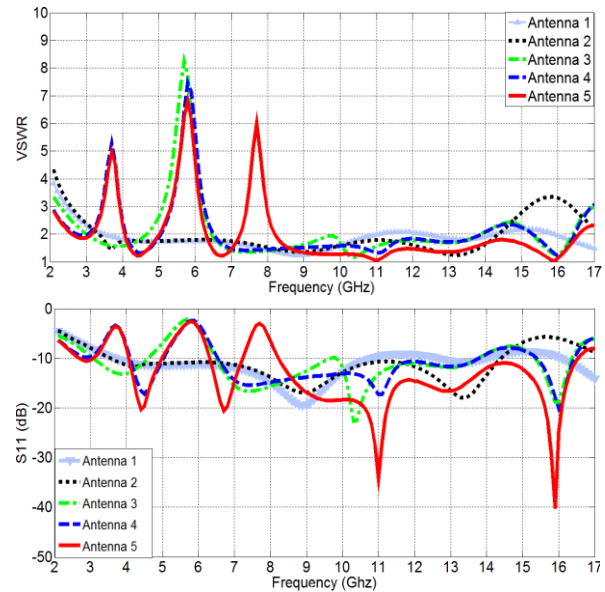 10
9
8
7
6
5
4
3
2
1
VSWR
Antenna 1
Antenna 2
Antenna 3
Antenna 4
Antenna 5
2 3 4 5 6 7 8 9 10 11 12 13 14 15 16 17
Frequency (GHz)
0
-10
-20
-30
-40
-50
S11 (dB)
Antenna 1
Antenna 2
Antenna 3
Antenna 4
Antenna 5
2 3 4 5 6 7 8 9 10 11 12 13 14 15 16 17
Frequency (Ghz)